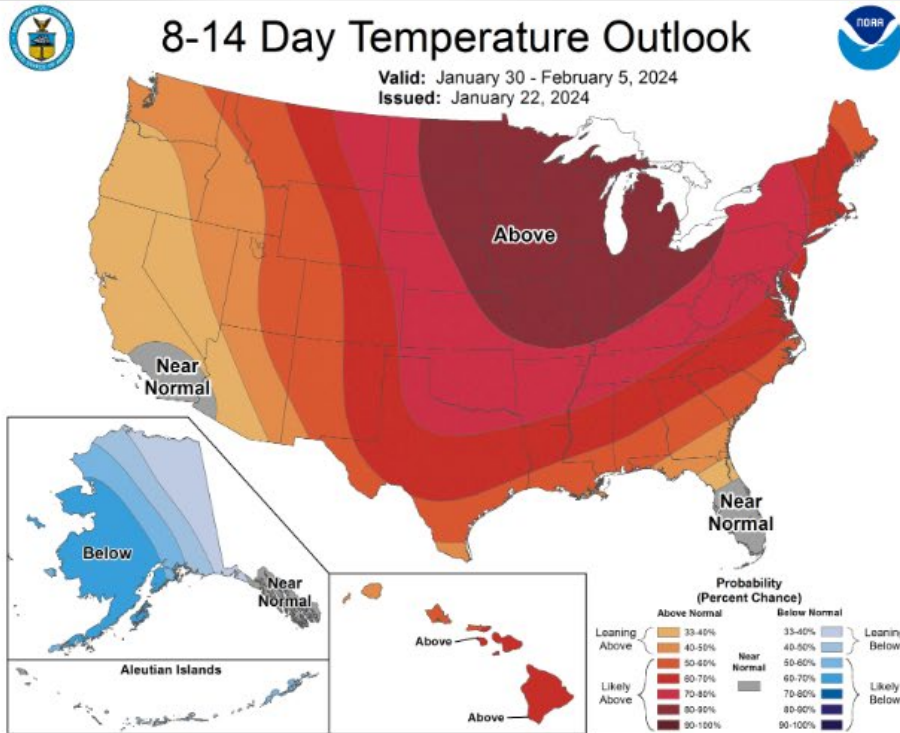 8-14 Day Temperature Outlook
NOAA
Valid: January 30 - February 5, 2024
Issued: January 22, 2024
Above
Near
Normal
Near
Normal
Below
Near
Normal
Aleutian Islands
Above
Above
Probability
(Percent Chance)
Above Normal
Below Normal
Leaning
Above
33-40%
40-50%
Likely
Above
50-60%
60-70%
70-80%
80-90%
90-100%
Near
Normal
33-40%
40-50%
Leaning
Below
50-60%
60-70%
70-80%
80-90%
90-100%
Likely
Below